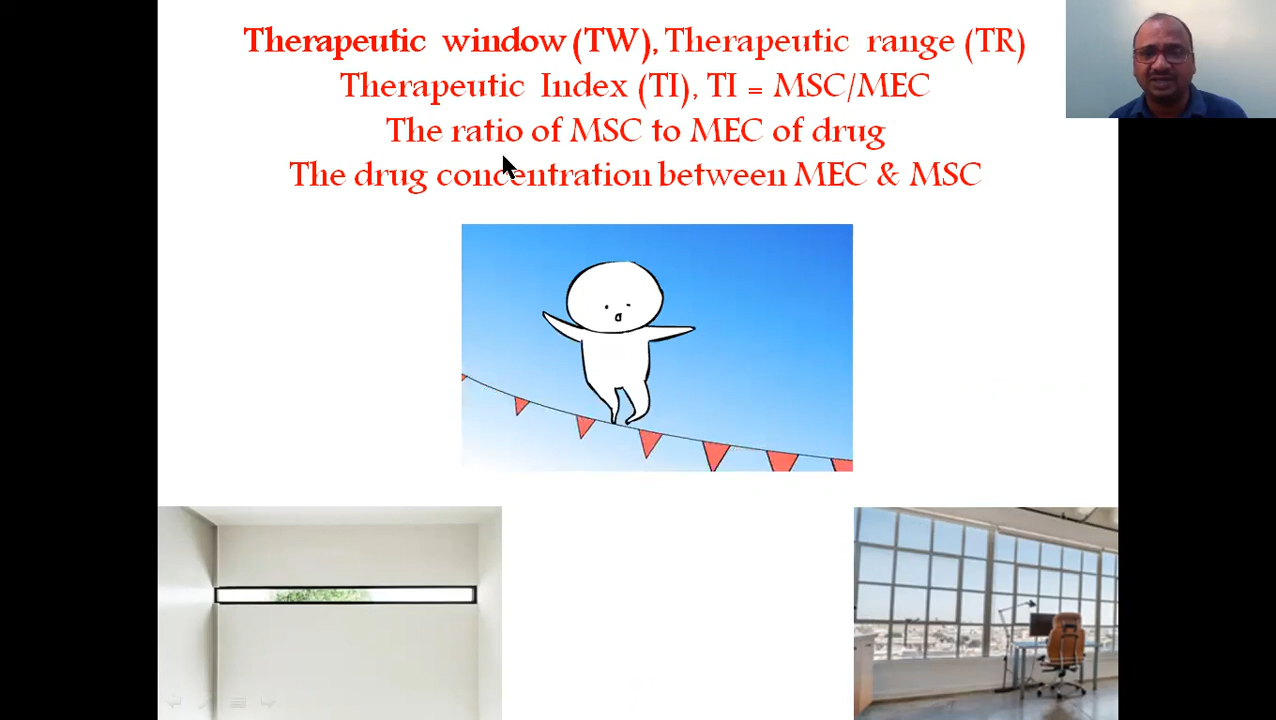 Therapeutic window (TW), Therapeutic range (TR)
Therapeutic Index (TI), TI = MSC/MEC
The ratio of MSC to MEC of drug
The drug concentration between MEC & MSC